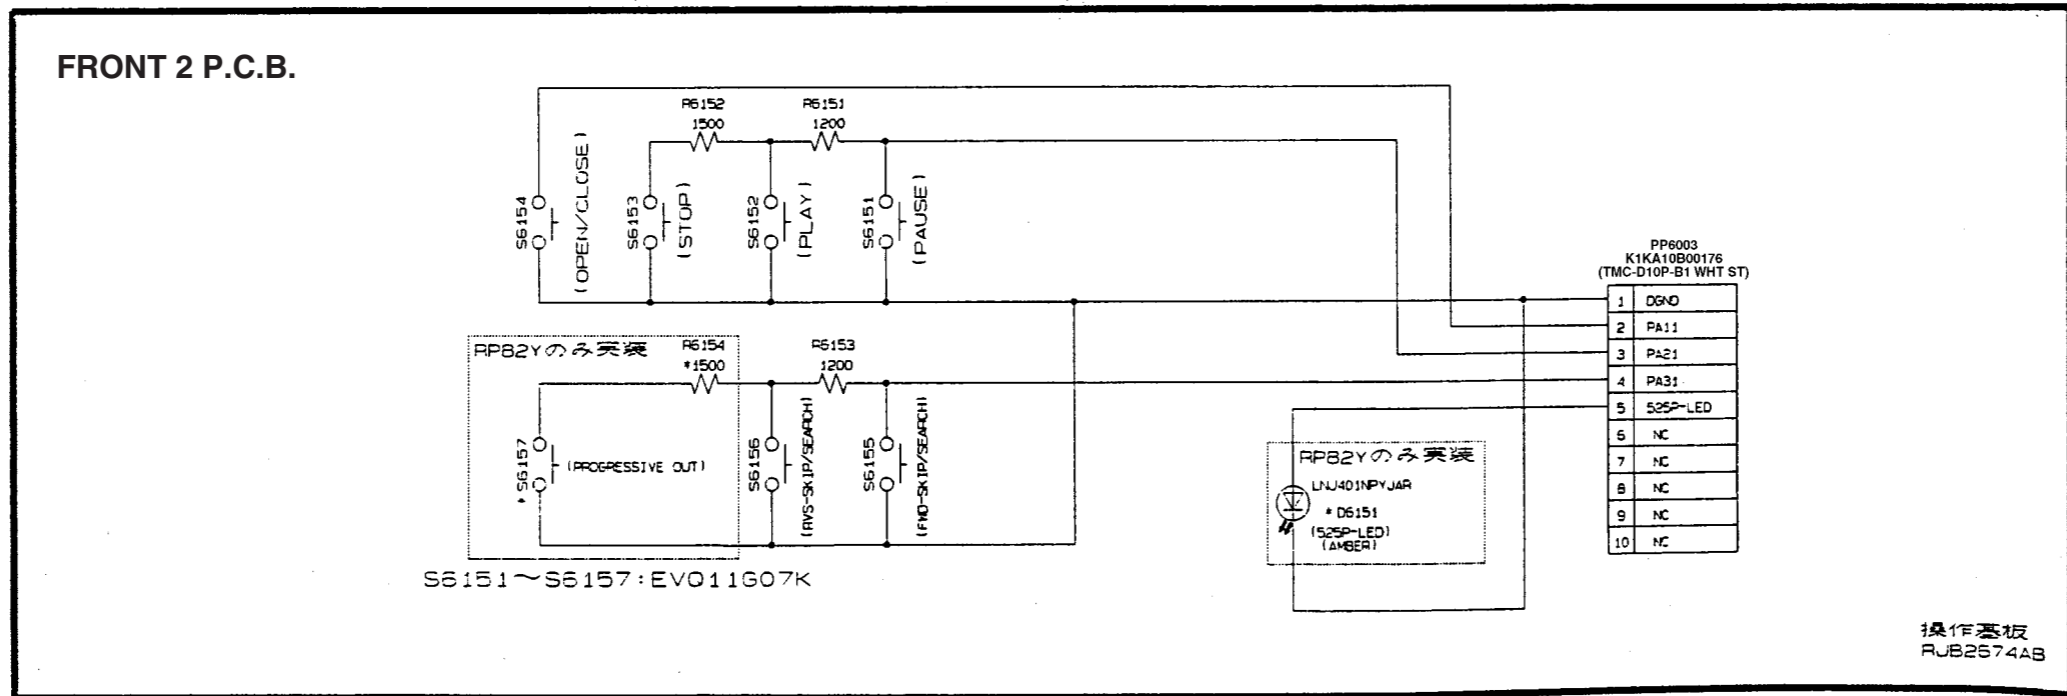 FRONT 2 P.C.B.
R6152
1500
R6151
1200
S6154
(OPEN/CLOSE)
S6153
(STOP)
S6152
(PLAY)
S6151
(PAUSE)
PP6003
K1KA10B00176
(TMC-D10P-B1 WHT ST)
1 DGND
2 PA11
3 PA21
4 PA31
5 525P-LED
6 NC
7 NC
8 NC
9 NC
10 NC
RP82Yのみ実装
R6154
*1500
R6153
1200
*S6157
(PROGRESSIVE OUT)
S6156
(RVS-SKIP/SEARCH)
S6155
(FWD-SKIP/SEARCH)
RP82Yのみ実装
LNJ401NPYJAR
*D6151
(525P-LED)
(AMBER)
S6151~S6157:EVQ11G07K
操作基板
RJB2574AB